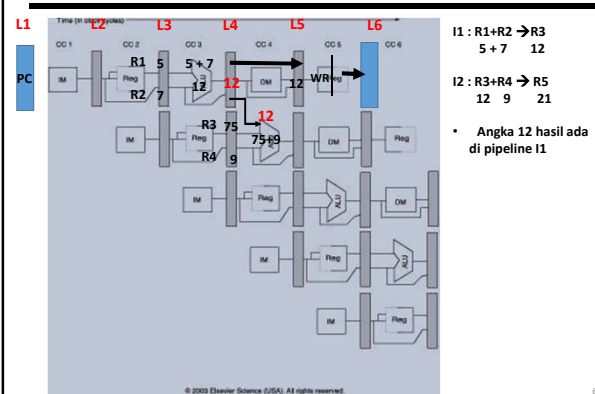 L1 L2 L3 L4 L5 L6
Time (in clock cycles)
CC 1 CC 2 CC 3 CC 4 CC 5 CC 6
PC
IM Reg R1 5 5 + 7 ALU DM WR Reg
R2 7 12 12 12
12
IM Reg R3 75 75+9 ALU DM Reg
R4 9
IM Reg ALU DM
IM Reg ALU
IM Reg
© 2003 Elsevier Science (USA). All rights reserved.
I1 : R1+R2 → R3
5 + 7 12
I2 : R3+R4 → R5
12 9 21
• Angka 12 hasil ada
di pipeline I1